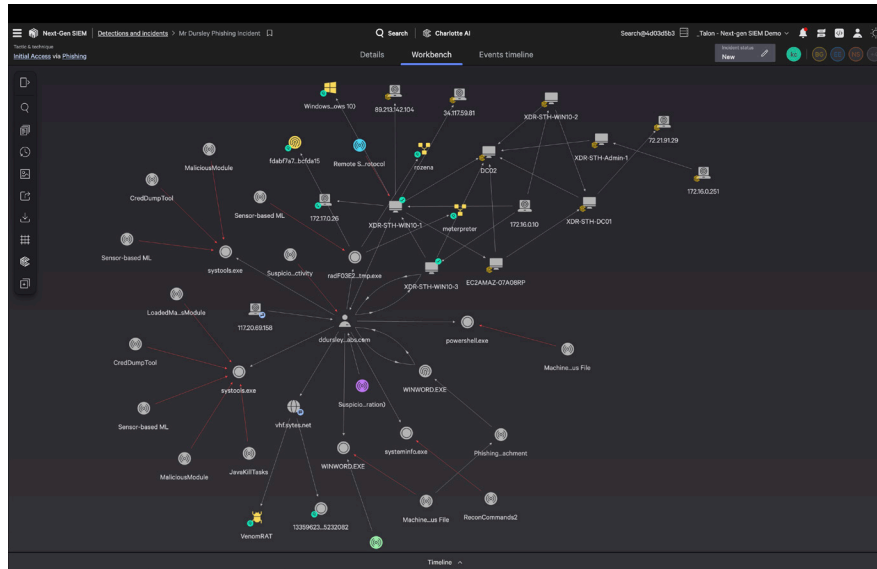 Next-Gen SIEM
Detections and incidents > Mr Dursley Phishing incident
Search
Charlotte AI
Search@4d03d5b3
_Talon - Next-gen SIEM Demo
Tactic & technique
Initial Access via Phishing
Details
Workbench
Events timeline
Incident status
New
kc
Windows...ows 10)
89.213.142.104
34.117.59.81
XDR-STH-WIN10-2
72.21.91.29
fdabf7a7...bcfda15
Remote S...rotocol
rozena
DC02
XDR-STH-Admin-1
MaliciousModule
172.16.0.251
CredDumpTool
Sensor-based ML
172.17.0.26
XDR-STH-WIN10-1
meterpreter
172.16.0.10
XDR-STH-DC01
Sensor-based ML
systools.exe
Suspicio...ctivity
radF03E2...tmp.exe
XDR-STH-WIN10-3
EC2AMAZ-07A08RP
LoadedMa...sModule
117.20.69.158
ddursley...abs.com
powershell.exe
CredDumpTool
Machine...us File
systools.exe
Suspicio...ration)
WINWORD.EXE
Sensor-based ML
vhf.sytes.net
systeminfo.exe
Phishing...achment
WINWORD.EXE
MaliciousModule
JavaKillTasks
VenomRAT
13359623...5232082
Machine...us File
ReconCommands2
Timeline